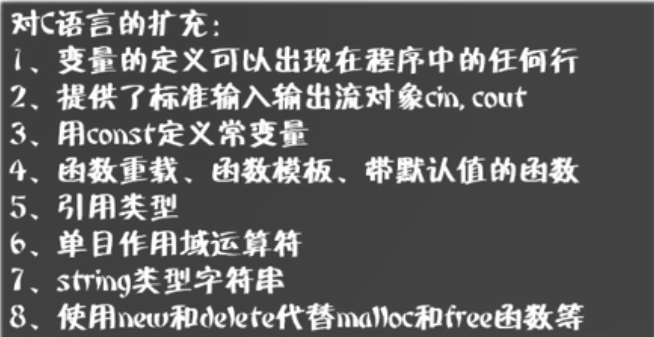 对C语言的扩充：
1、变量的定义可以出现在程序中的任何行
2、提供了标准输入输出流对象cin,cout
3、用const定义常变量
4、函数重载、函数模板、带默认值的函数
5、引用类型
6、单目作用域运算符
7、string类型字符串
8、使用new和delete代替malloc和free函数等